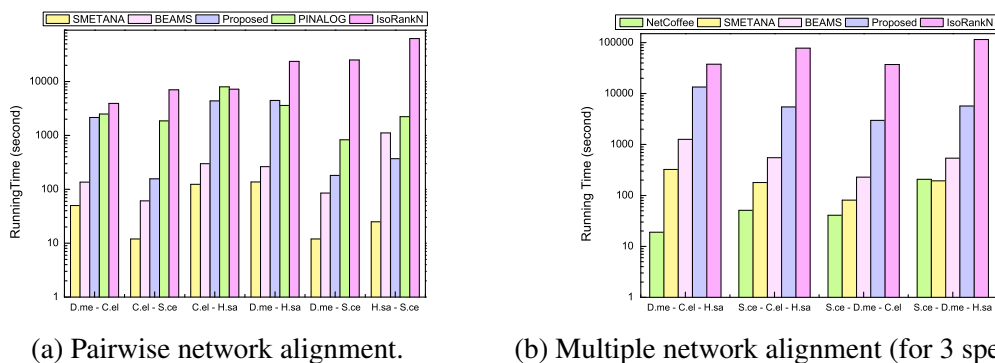 SMETANA BEAMS Proposed PINALOG IsoRankN
RunningTime (second)
10000
1000
100
10
1
D.me - C.el C.el - S.ce C.el - H.sa D.me - H.sa D.me - S.ce H.sa - S.ce
(a) Pairwise network alignment.
NetCoffee SMETANA BEAMS Proposed IsoRankN
Running Time (second)
100000
10000
1000
100
10
1
D.me - C.el - H.sa S.ce - C.el - H.sa S.ce - D.me - C.el S.ce - D.me - H.sa
(b) Multiple network alignment (for 3 spe